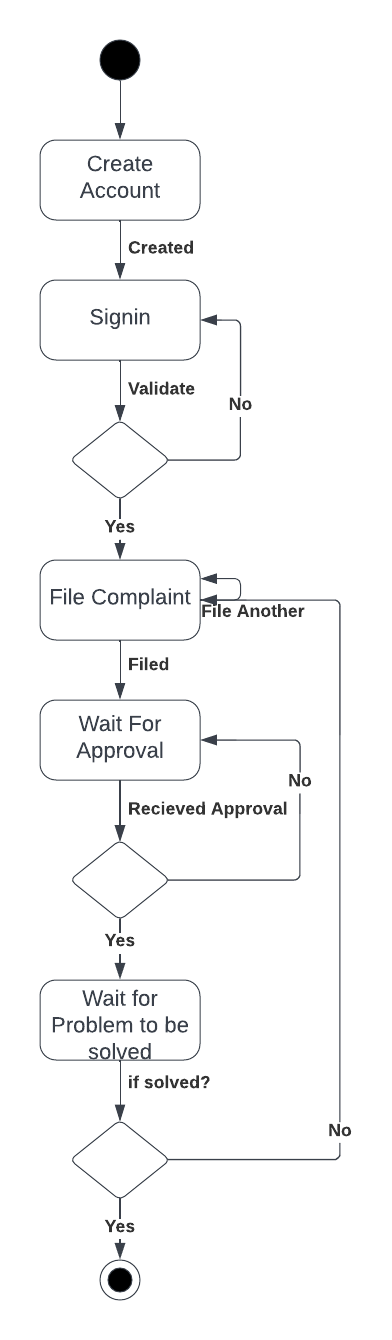 Create
Account
Created
Signin
Validate
No
Yes
File Complaint
File Another
Filed
Wait For
Approval
No
Recieved Approval
Yes
Wait for
Problem to be
solved
if solved?
No
Yes